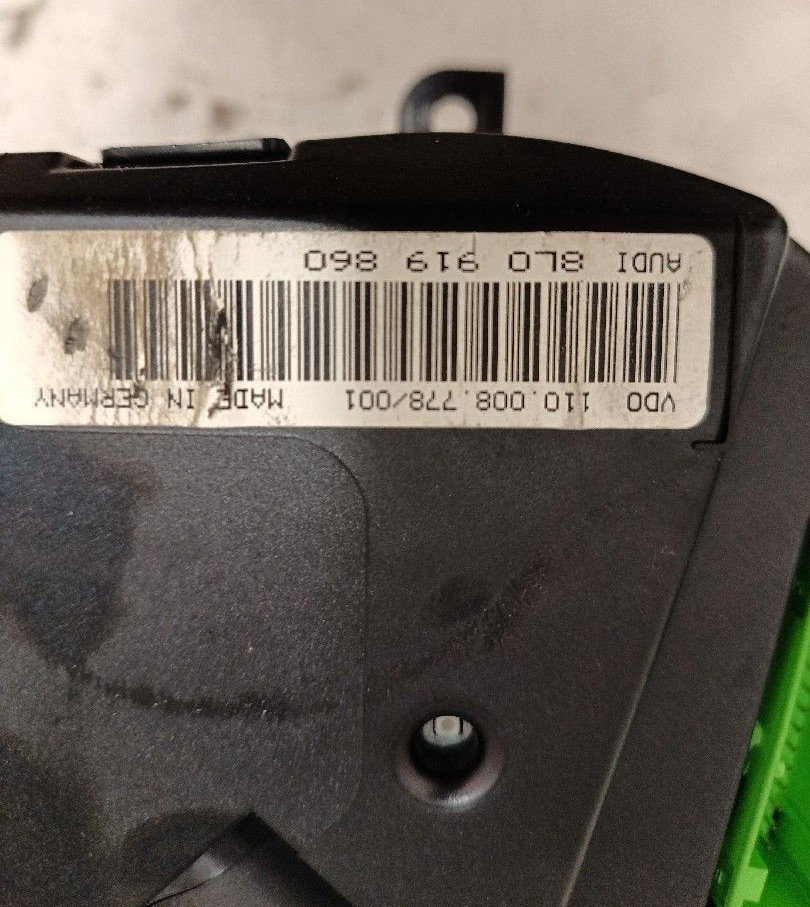 VDO 110.008.778/001 MADE IN GERMANY
AUDI 8L0 919 860